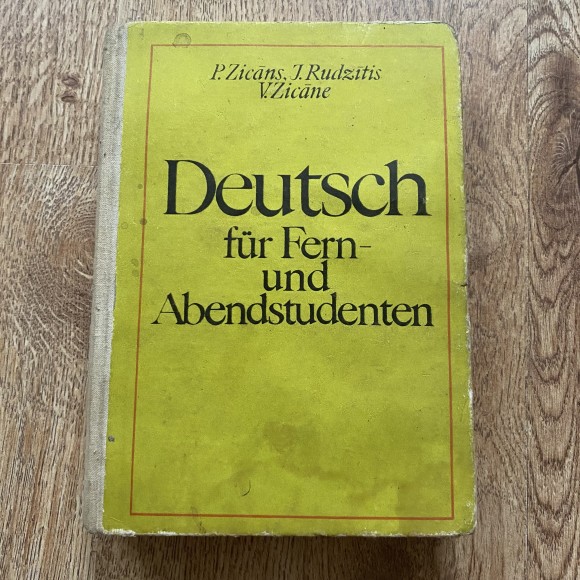 P. Zicāns, J. Rudzītis
V. Zicāne
Deutsch
für Fern-
und
Abendstudenten